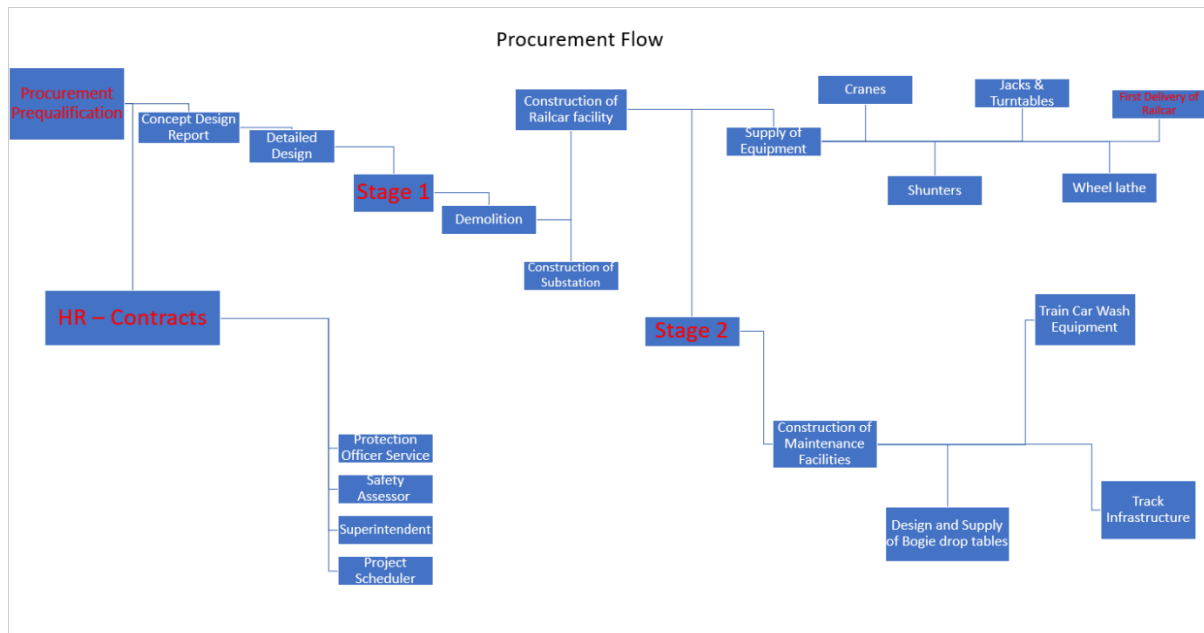 Procurement Flow
Procurement
Prequalification
Concept Design
Report
Detailed
Design
Stage 1
Demolition
Construction of
Railcar facility
Construction of
Substation
Supply of
Equipment
Cranes
Shunters
Jacks &
Turntables
Wheel lathe
First Delivery of
Railcar
HR – Contracts
Protection
Officer Service
Safety
Assessor
Superintendent
Project
Scheduler
Stage 2
Construction of
Maintenance
Facilities
Design and Supply
of Bogie drop tables
Train Car Wash
Equipment
Track
Infrastructure